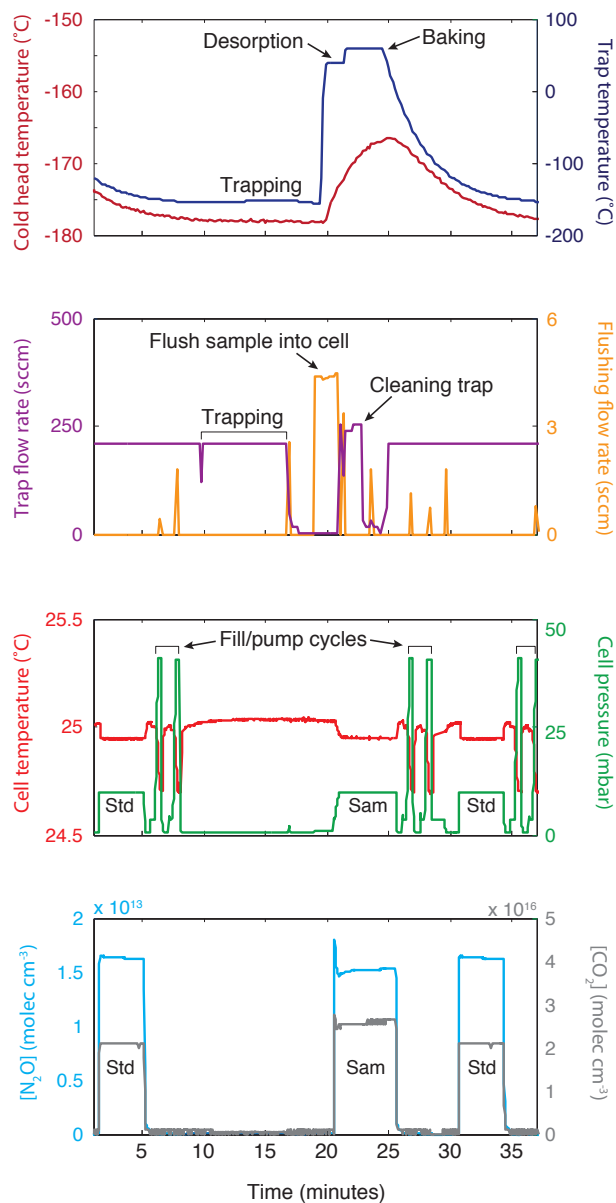 -150
100
Desorption
Baking
-160
0
-170
-100
Trapping
-180
-200
Cold head temperature (˚C)
Trap temperature (˚C)
500
6
Flush sample into cell
Cleaning trap
Trapping
250
3
0
0
Trap flow rate (sccm)
Flushing flow rate (sccm)
25.5
50
Fill/pump cycles
25
25
Std
Sam
Std
24.5
0
Cell temperature (˚C)
Cell pressure (mbar)
x 10¹³
x 10¹⁶
2
5
4
1.5
3
1
2
0.5
1
Std
Sam
Std
0
0
[N₂O] (molec cm⁻³)
[CO₂] (molec cm⁻³)
5 10 15 20 25 30 35
Time (minutes)